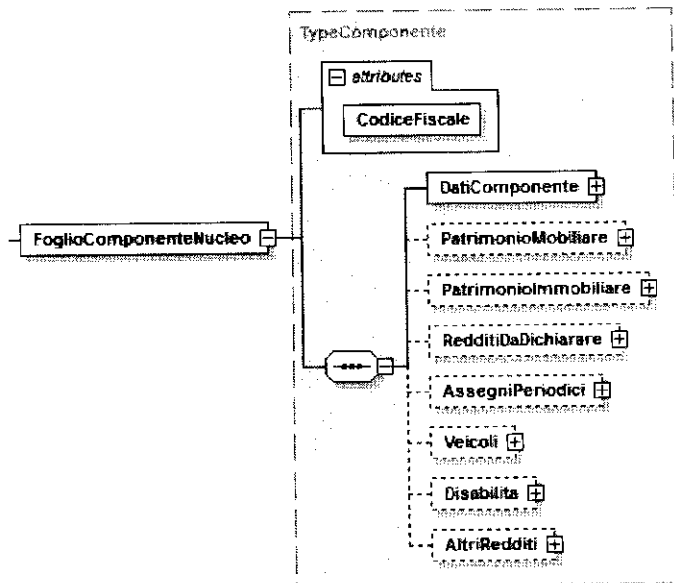 TypeComponente
attributes
CodiceFiscale
DatiComponente
FoglioComponenteNucleo
PatrimonioMobiliare
PatrimonioImmobiliare
RedditiDaDichiarare
AssegniPeriodici
Veicoli
Disabilita
AltriRedditi